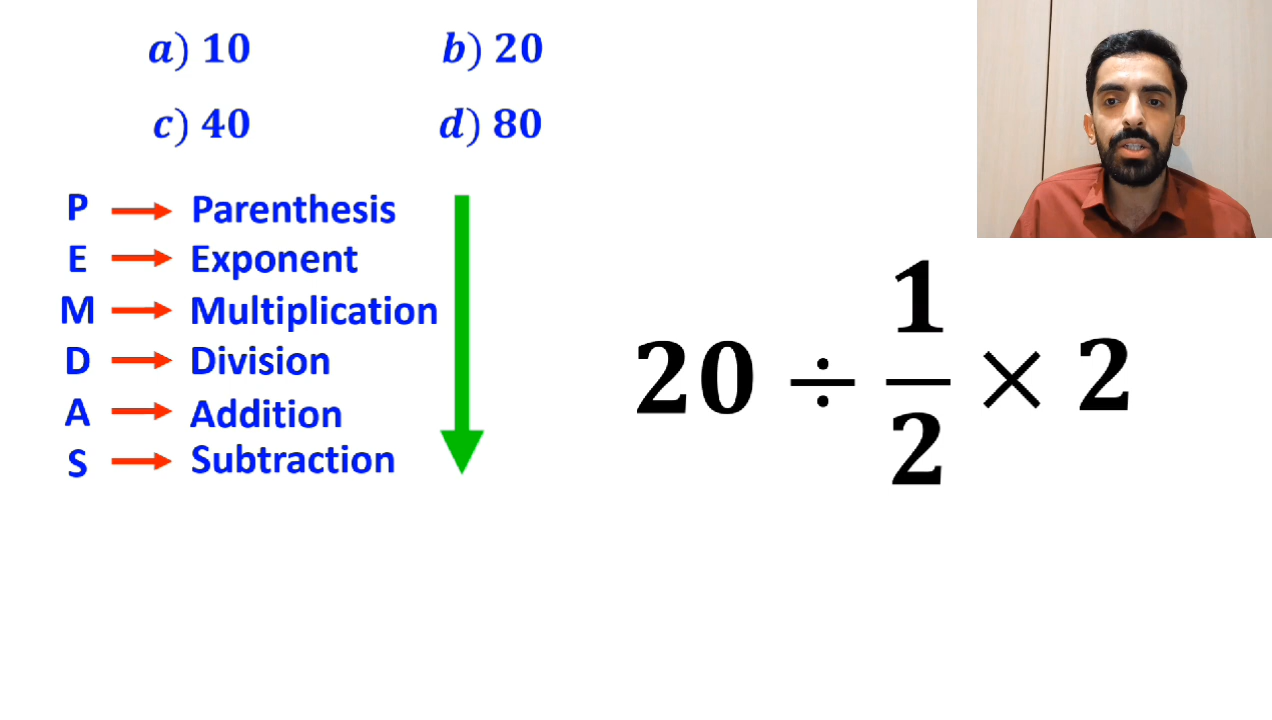 a) 10 b) 20
c) 40 d) 80
P → Parenthesis
E → Exponent
M → Multiplication
D → Division
A → Addition
S → Subtraction
20 ÷ 1/2 × 2